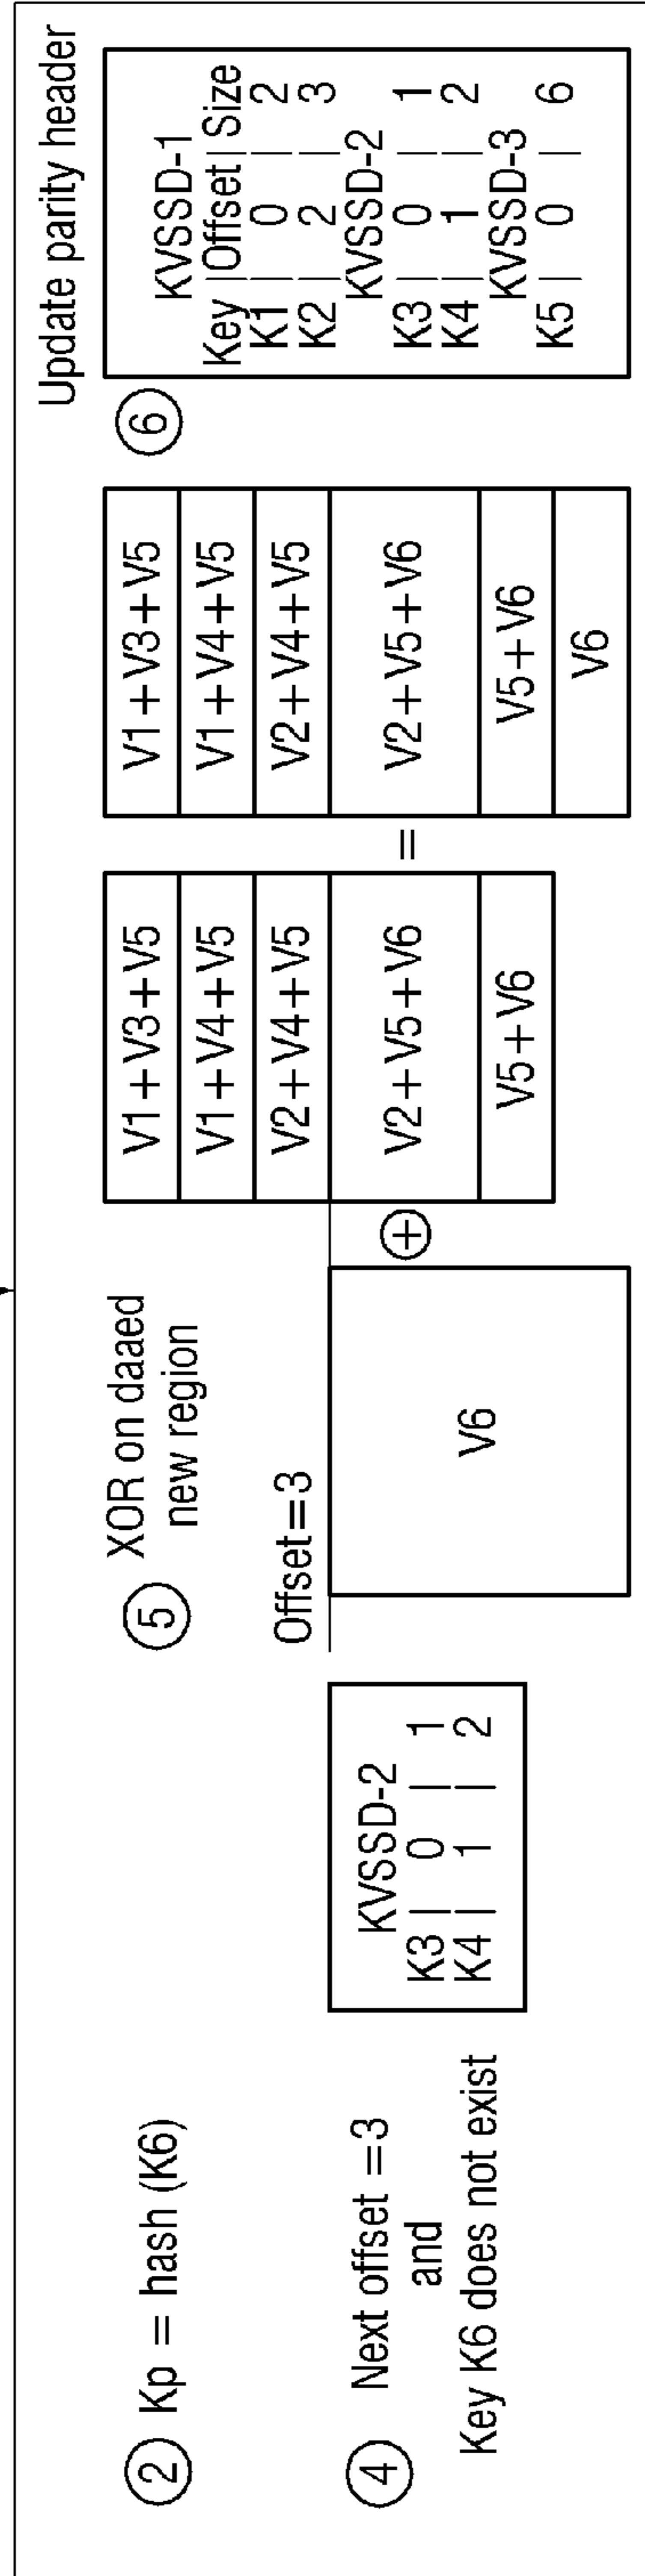 ② Kp = hash (K6)
④ Next offset =3
and
Key K6 does not exist
KVSSD-2
K3 | 0 | 1
K4 | 1 | 2
⑤ XOR on daaed
new region
Offset=3
V6
⊕
V1+V3+V5
V1+V4+V5
V2+V4+V5
V2+V5+V6
V5+V6
=
V1+V3+V5
V1+V4+V5
V2+V4+V5
V2+V5+V6
V5+V6
V6
⑥
Update parity header
KVSSD-1
Key | Offset | Size
K1 | 0 | 2
K2 | 2 | 3
KVSSD-2
K3 | 0 | 1
K4 | 1 | 2
KVSSD-3
K5 | 0 | 6